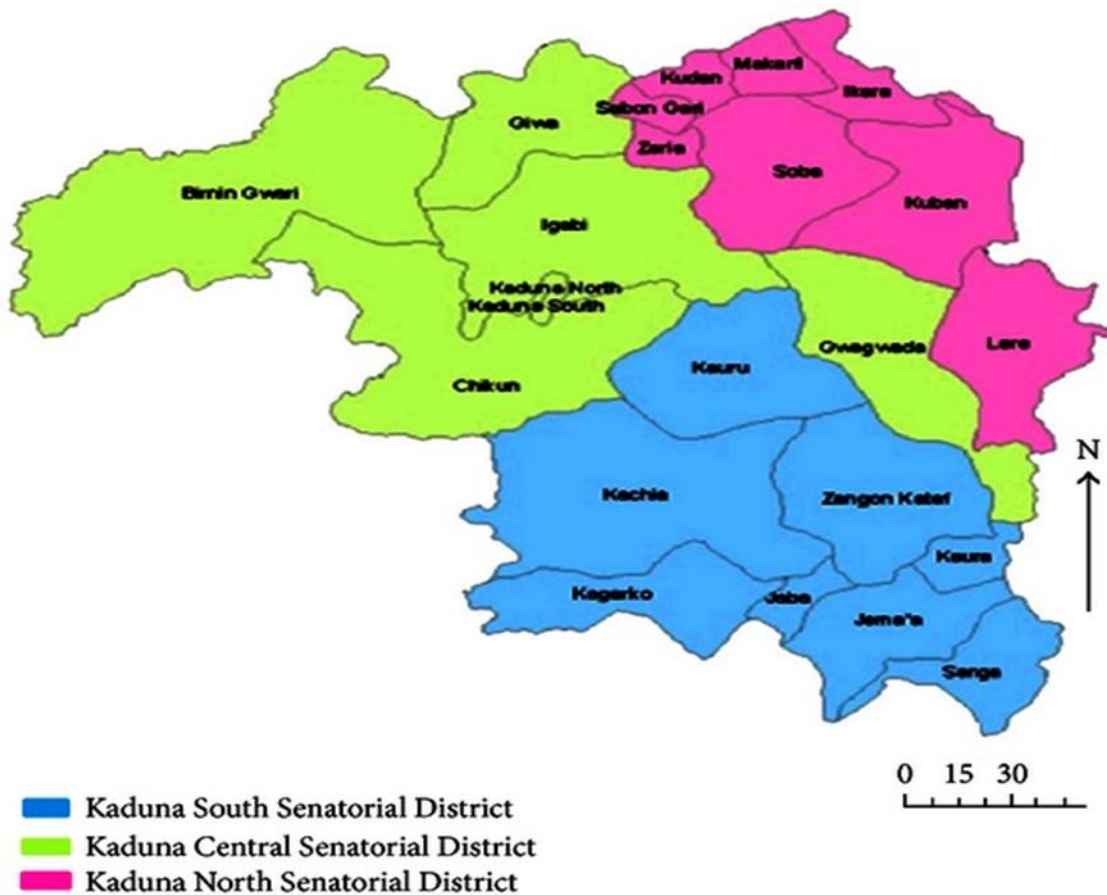 Kudan
Makarfi
Ikara
Sabon Gari
Giwa
Zaria
Soba
Birnin Gwari
Kuban
Igabi
Kaduna North
Kaduna South
Lere
Gwagwada
Kauru
Chikun
Kachia
Zangon Kataf
Kaura
Kagarko
Jaba
Jema'a
Sanga
N
0 15 30
Kaduna South Senatorial District
Kaduna Central Senatorial District
Kaduna North Senatorial District